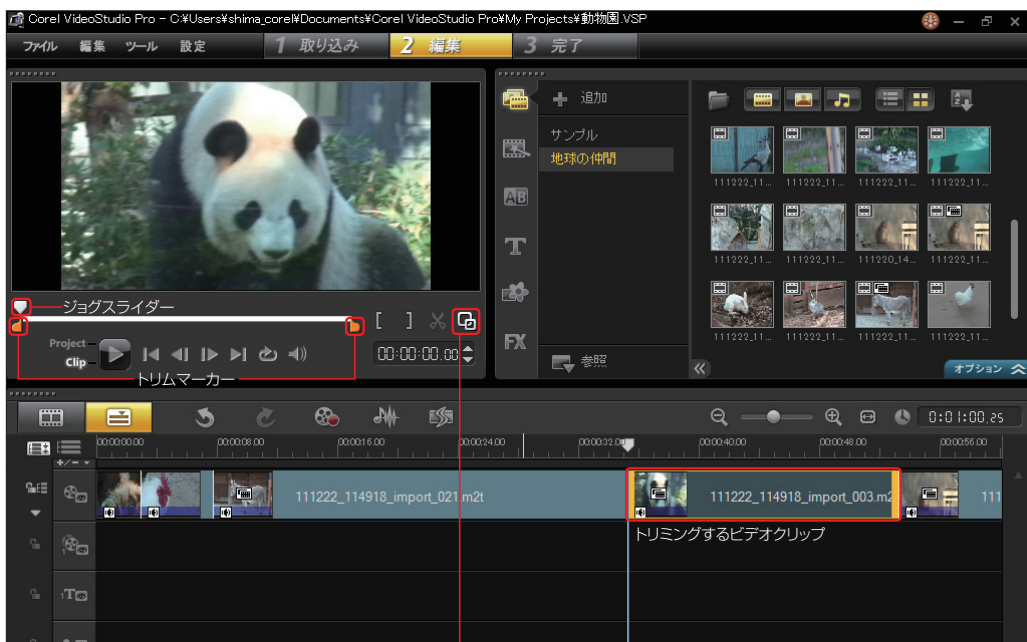 Corel VideoStudio Pro - C:¥Users¥shima_corel¥Documents¥Corel VideoStudio Pro¥My Projects¥動物園.VSP
ファイル 編集 ツール 設定 1 取り込み 2 編集 3 完了
追加
サンプル
地球の仲間
AB
T
FX
参照
111222_11... 111222_11... 111222_11... 111222_11...
111222_11... 111222_11... 111220_14... 111222_11...
111222_11... 111222_11... 111222_11... 111222_11...
オプション
ジョグスライダー
[ ]
Project
Clip
00:00:00.00
トリムマーカー
0:01:00.25
00:00:00.00 00:00:08.00 00:00:16.00 00:00:24.00 00:00:32.00 00:00:40.00 00:00:48.00 00:00:56.00
111222_114918_import_021.m2t
111222_114918_import_003.m2
111
トリミングするビデオクリップ
1
1T